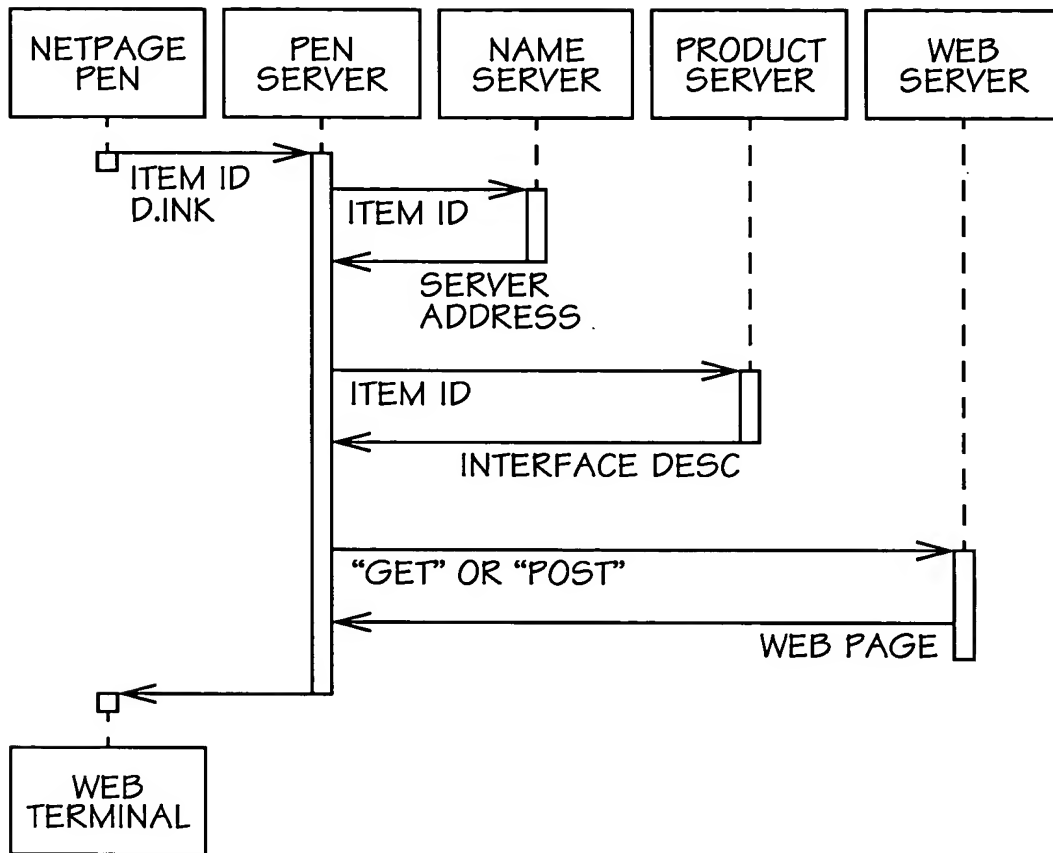 NETPAGE
PEN
PEN
SERVER
NAME
SERVER
PRODUCT
SERVER
WEB
SERVER
ITEM ID
D.INK
ITEM ID
SERVER
ADDRESS
ITEM ID
INTERFACE DESC
“GET” OR “POST”
WEB PAGE
WEB
TERMINAL